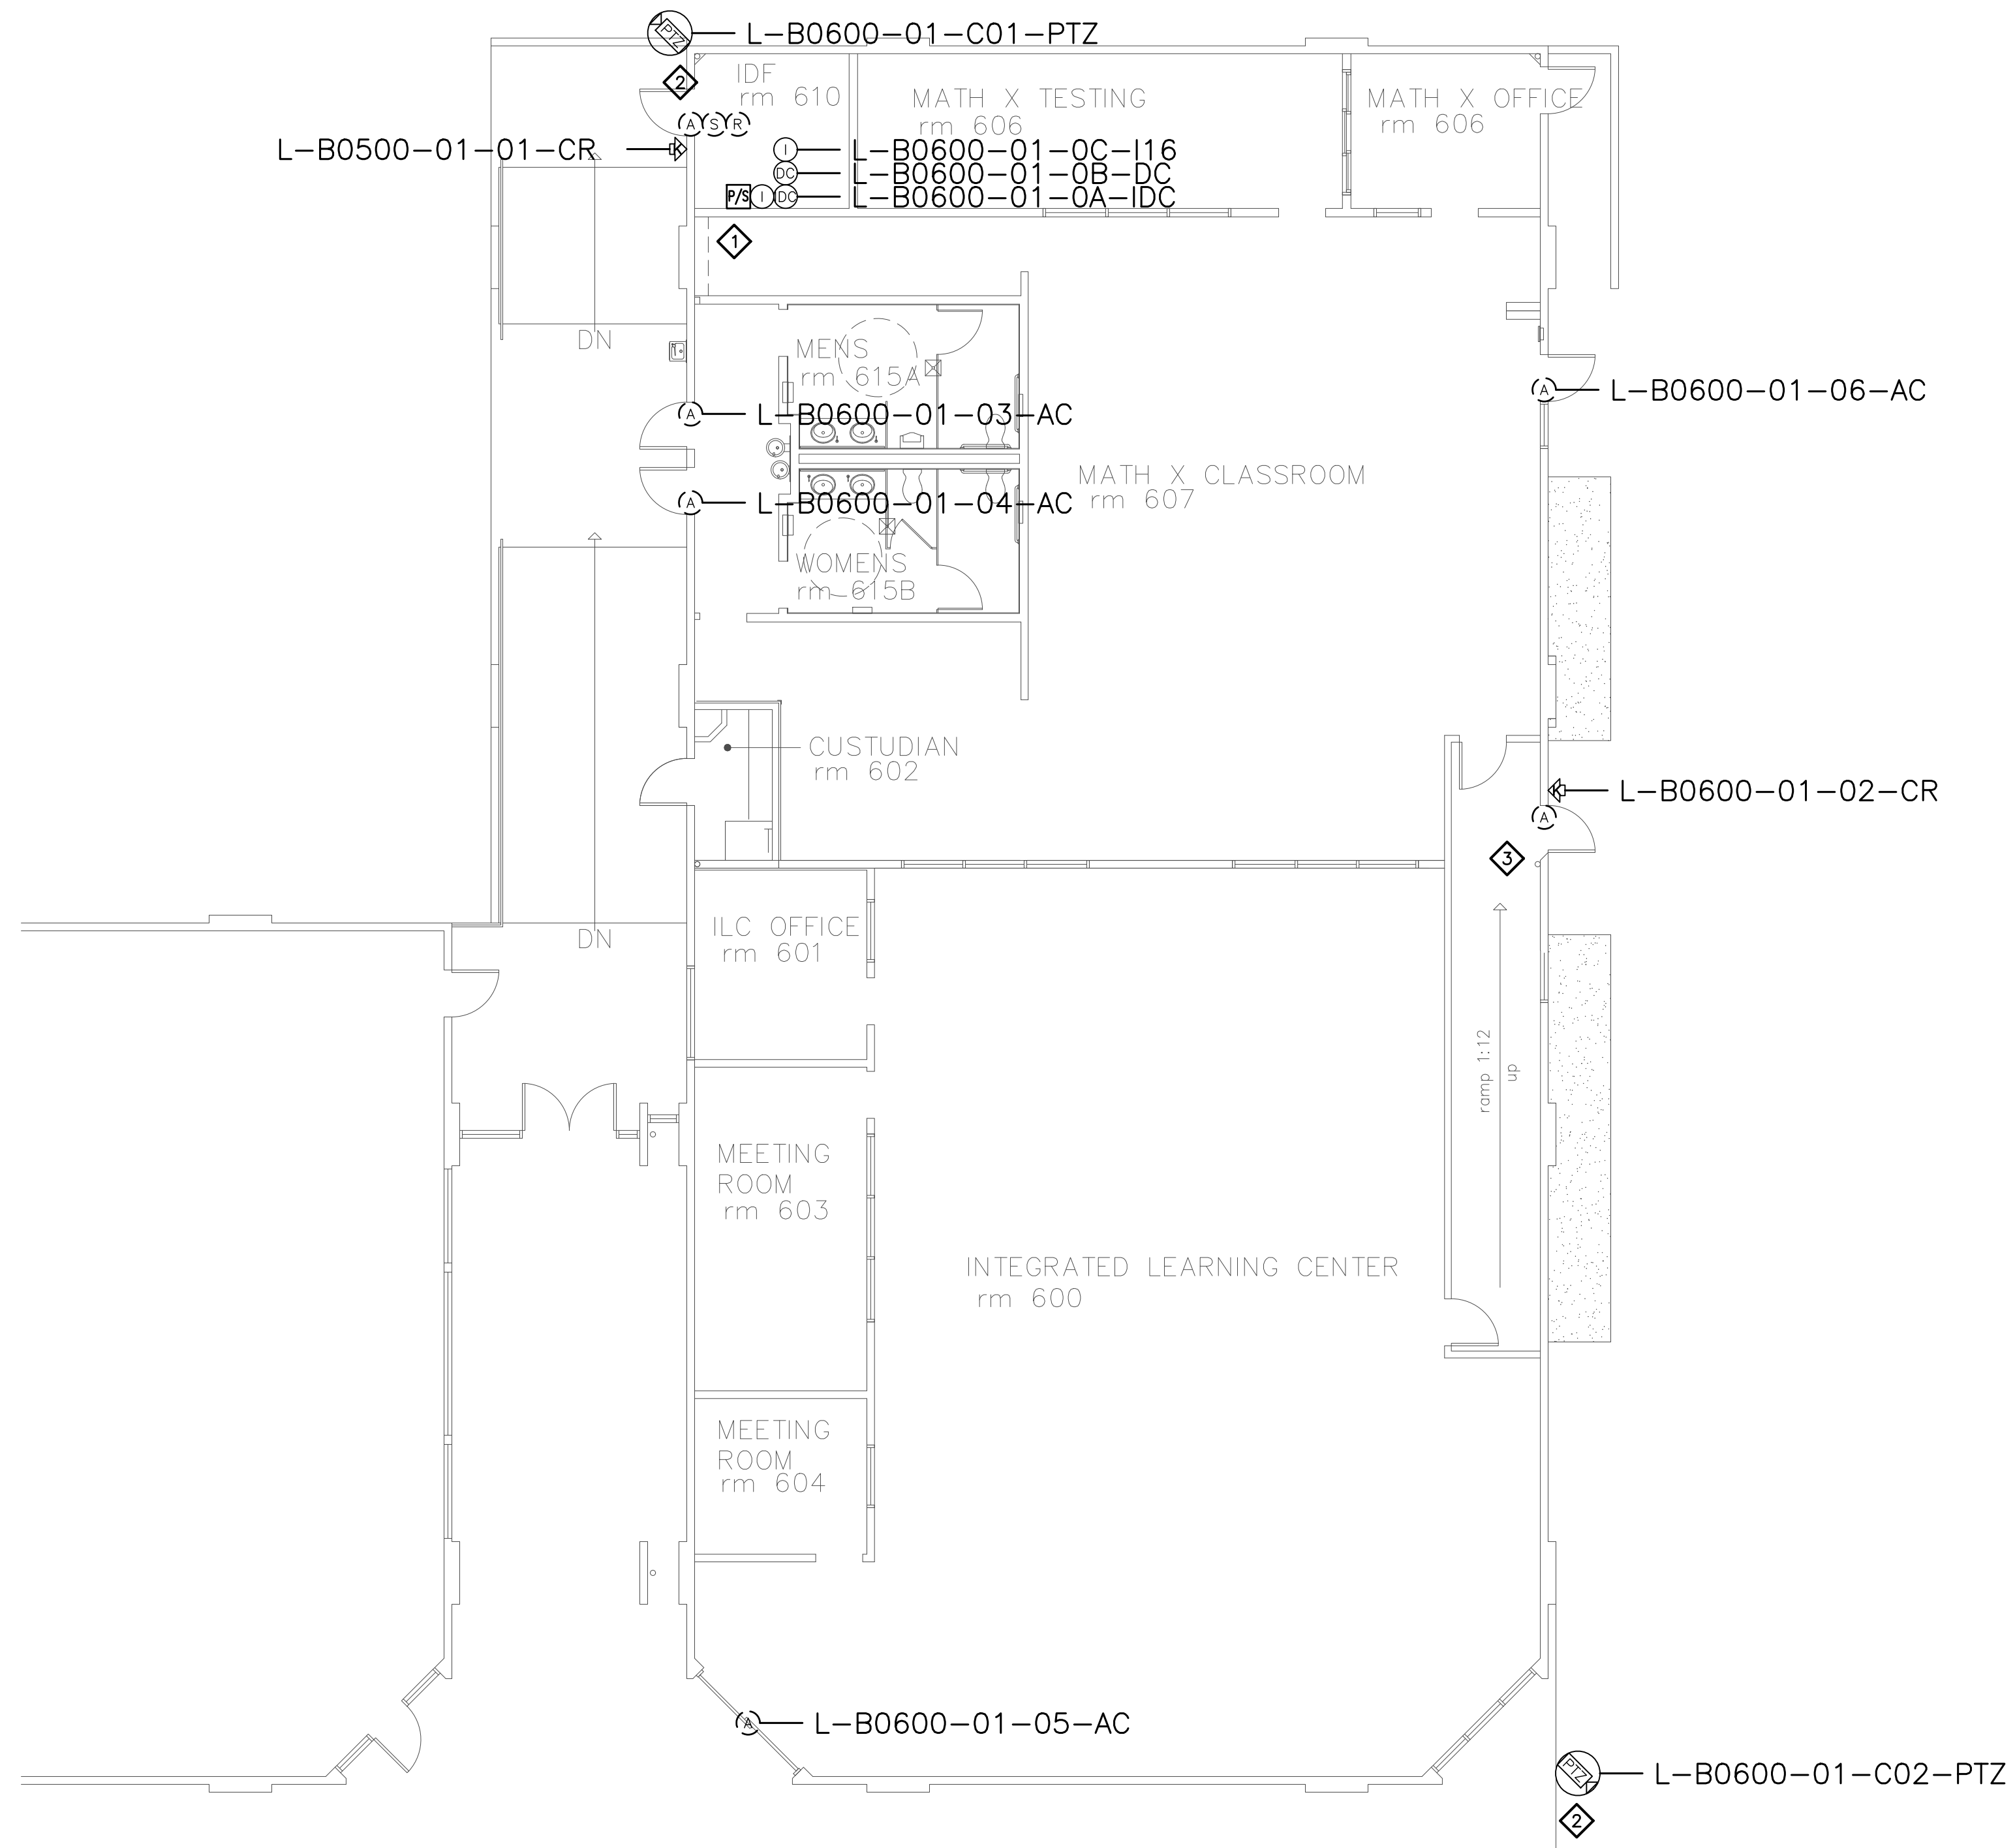 PTZ
L-B0600-01-C01-PTZ
2
IDF
rm 610
MATH X TESTING
rm 606
MATH X OFFICE
rm 606
A S R
L-B0500-01-01-CR
K
I
L-B0600-01-0C-I16
DC
L-B0600-01-0B-DC
P/S I IDC
L-B0600-01-0A-IDC
1
DN
MENS
rm 615A
A
L-B0600-01-03-AC
A
L-B0600-01-06-AC
MATH X CLASSROOM
rm 607
A
L-B0600-01-04-AC
WOMENS
rm 615B
CUSTUDIAN
rm 602
K
L-B0600-01-02-CR
A
3
ILC OFFICE
rm 601
DN
ramp 1:12
up
MEETING
ROOM
rm 603
INTEGRATED LEARNING CENTER
rm 600
MEETING
ROOM
rm 604
A
L-B0600-01-05-AC
PTZ
L-B0600-01-C02-PTZ
2